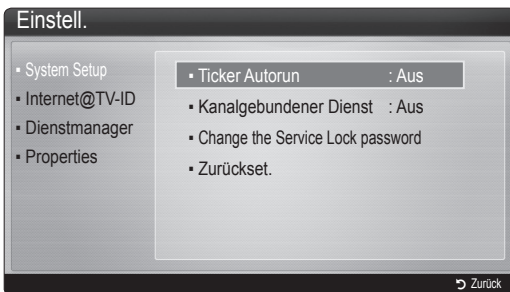 Einstell.
▪ System Setup
▪ Internet@TV-ID
▪ Dienstmanager
▪ Properties
▪ Ticker Autorun : Aus
▪ Kanalgebundener Dienst : Aus
▪ Change the Service Lock password
▪ Zurückset.
Zurück